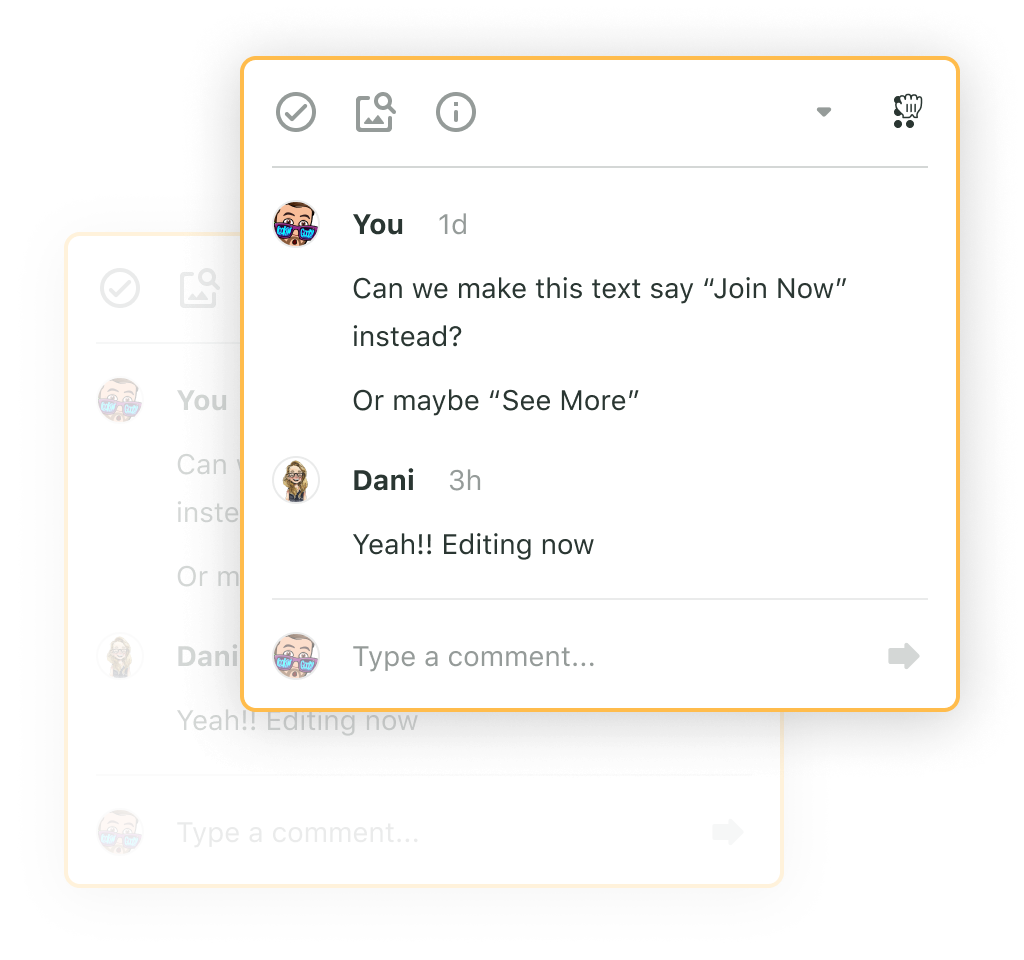 You 1d
Can we make this text say “Join Now”
instead?
Or maybe “See More”
Dani 3h
Yeah!! Editing now
Type a comment...
You
Can
inste
Or m
Dani
Yeah!! Editing now
Type a comment...